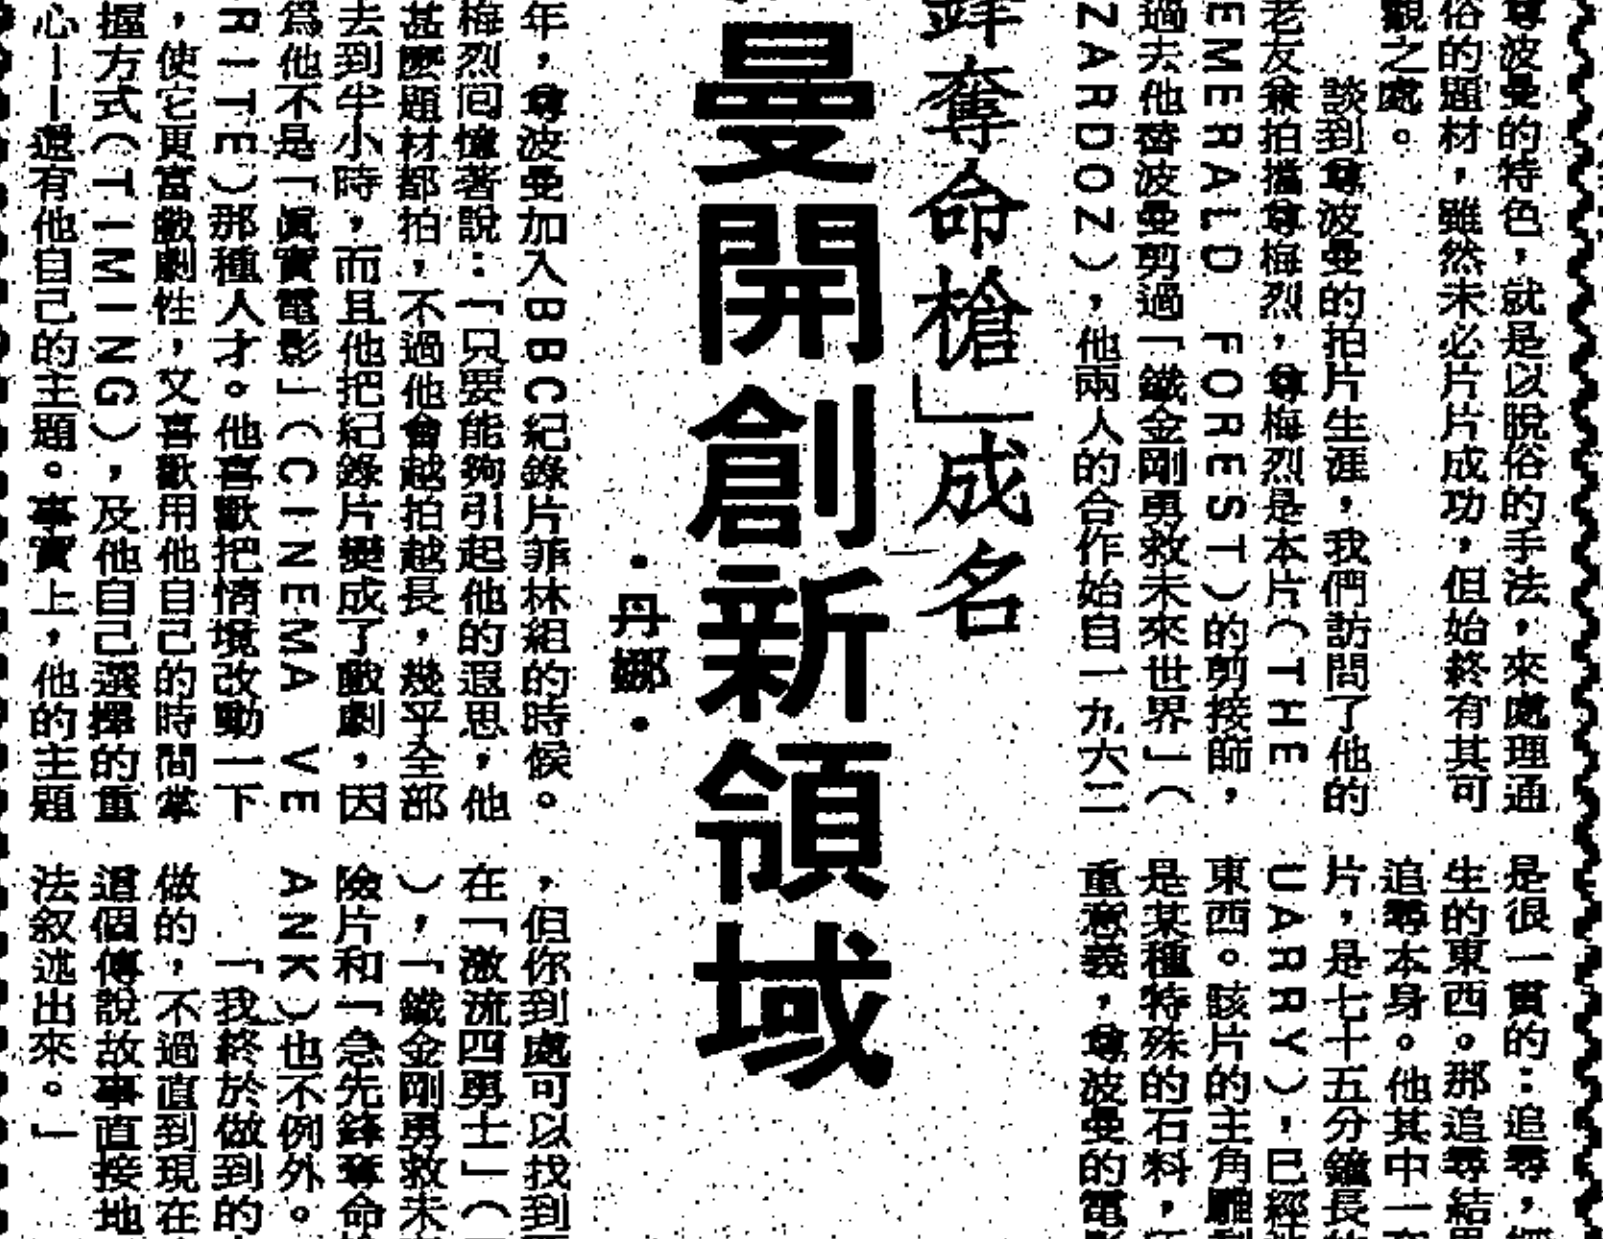 尊波曼的特色，就是以脫俗的手法，來處理通
俗的題材，雖然未必片片成功，但始終有其可
觀之處。
談到尊波曼的拍片生涯，我們訪問了他的
老友兼拍擋尊梅烈，尊梅烈是本片（THE
EMERALD FOREST）的剪接師，
過去他替波曼剪過「鐵金剛勇救未來世界」（
ZARDOZ），他兩人的合作始自一九六二
鋒奪命槍」成名
曼開創新領域
・丹娜・
年，尊波曼加入BBC紀錄片菲林組的時候。
梅烈回憶著說：「只要能夠引起他的遐思，他
甚麼題材都拍，不過他會越拍越長，幾乎全部
去到半小時，而且他把紀錄片變成了戲劇，因
為他不是「真實電影」（CINEMA VE
RITE）那種人才。他喜歡把情境改動一下
，使它更富戲劇性，又喜歡用他自己的時間掌
握方式（TIMING），及他自己選擇的重
心——還有他自己的主題。事實上，他的主題
是很一貫的：追尋，
生的東西。那追尋結果
追尋本身。他其中一
片，是七十五分鐘長
UARRY），已經
東西。該片的主角雕刻
是某種特殊的石料，
重意義，尊波曼的電影
，但你到處可以找到
在「激流四勇士」（
），「鐵金剛勇救未
險片和「急先鋒奪命
ANK）也不例外。
「我終於做到的
做的，不過直到現在
這個傳說故事直接地
法叙述出來。」